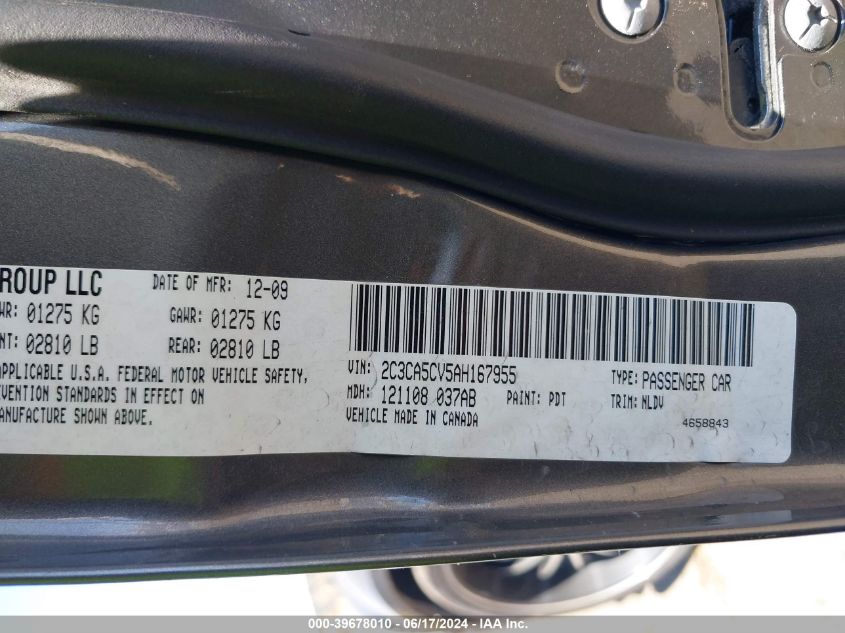 GROUP LLC DATE OF MFR: 12-09
WR: 01275 KG GAWR: 01275 KG
NT: 02810 LB REAR: 02810 LB
APPLICABLE U.S.A. FEDERAL MOTOR VEHICLE SAFETY,
EVENTION STANDARDS IN EFFECT ON
ANUFACTURE SHOWN ABOVE.
VIN: 2C3CA5CV5AH167955 TYPE: PASSENGER CAR
MDH: 121108 037AB PAINT: PDT TRIM: NLDV
VEHICLE MADE IN CANADA 4658843
000-39678010 - 06/17/2024 - IAA Inc.